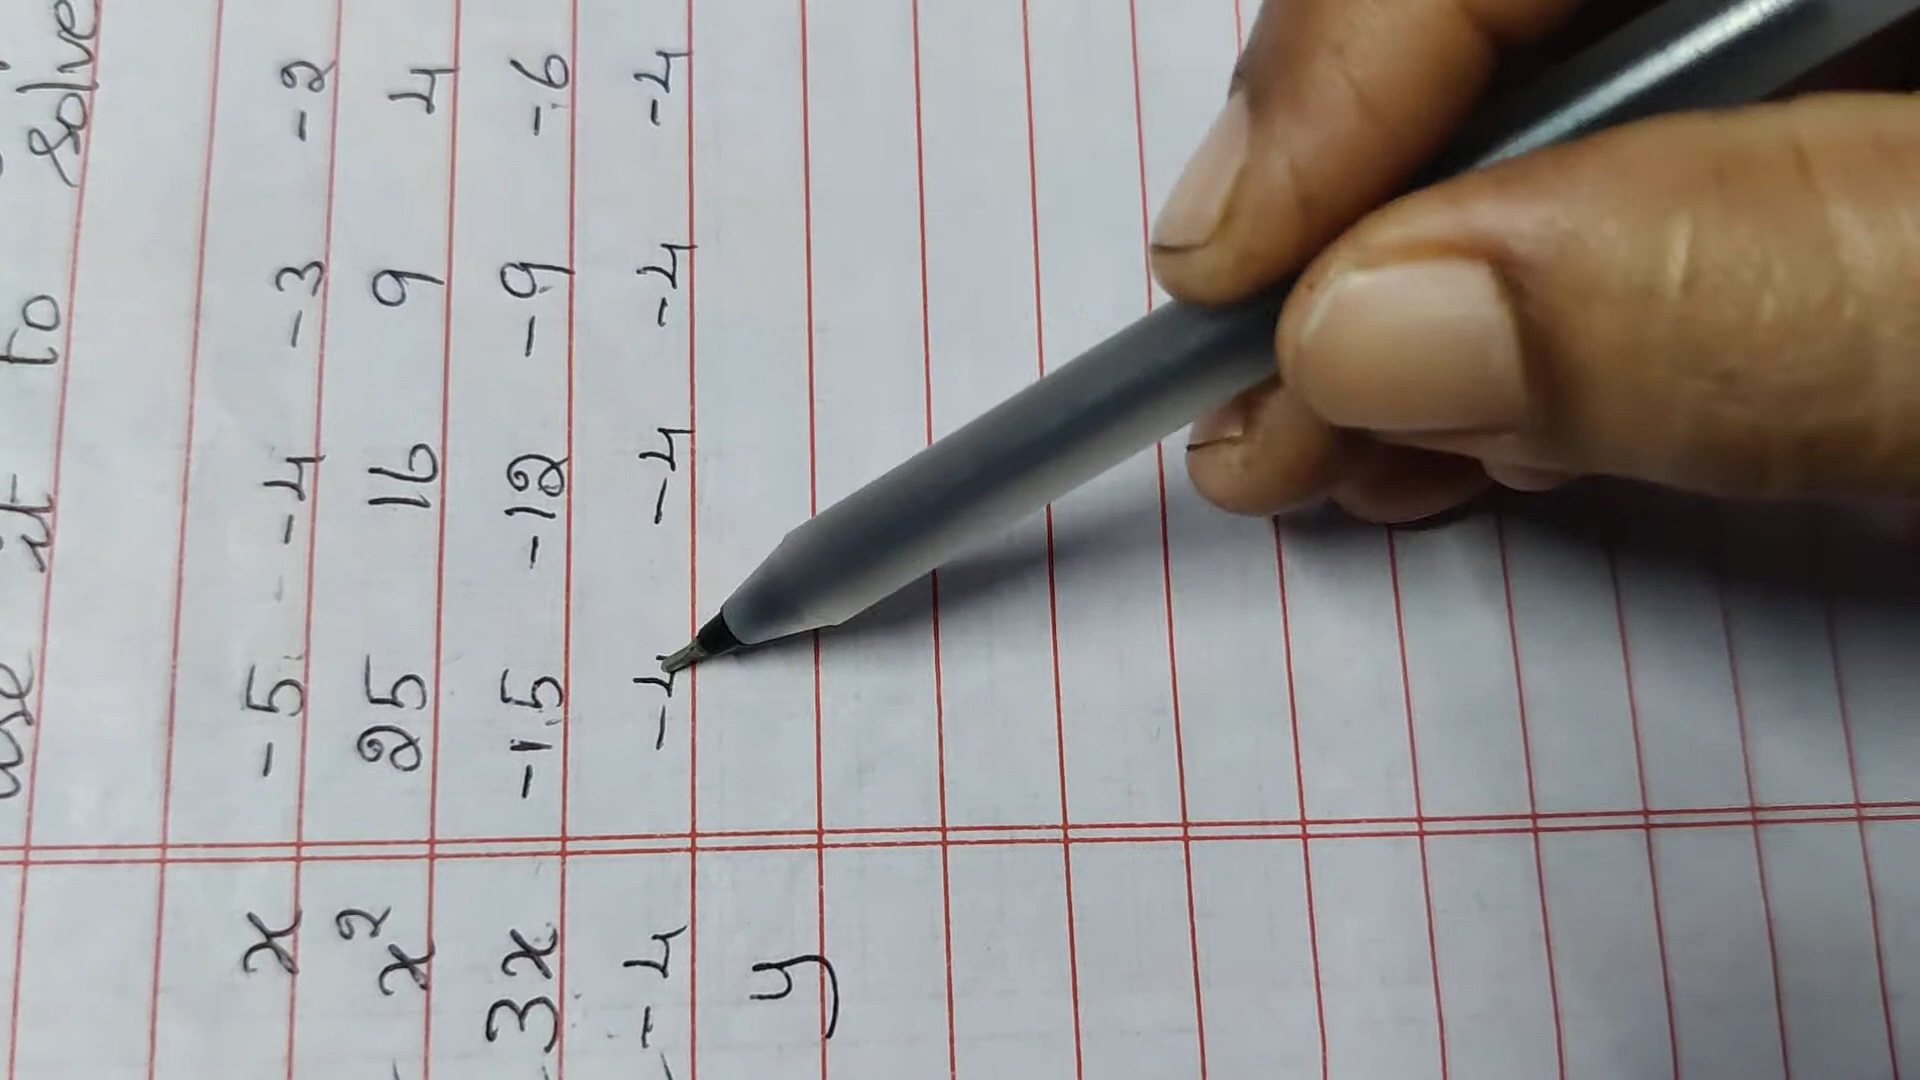 use it to solve
x -5 -4 -3 -2
x² 25 16 9 4
3x -15 -12 -9 -6
-4 -4 -4 -4 -4
y